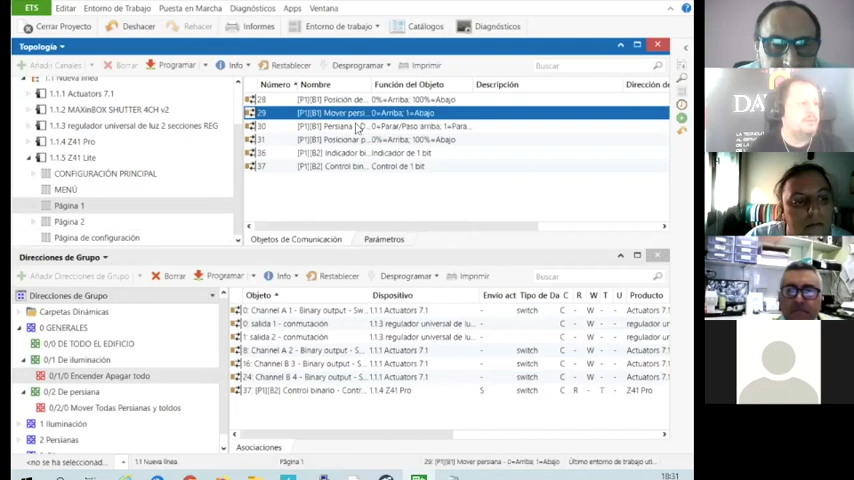 ETS Editar Entorno de Trabajo Puesta en Marcha Diagnósticos Apps Ventana
Cerrar Proyecto Deshacer Rehacer Informes Entorno de trabajo Catálogos Diagnósticos
Topología
Añadir Canales Borrar Programar Info Restablecer Desprogramar Imprimir Buscar
1.1 Nueva línea
1.1.1 Actuators 7.1
1.1.2 MAXinBOX SHUTTER 4CH v2
1.1.3 regulador universal de luz 2 secciones REG
1.1.4 Z41 Pro
1.1.5 Z41 Lite
CONFIGURACIÓN PRINCIPAL
MENÚ
Página 1
Página 2
Página de configuración
Número Nombre Función del Objeto Descripción Dirección de
28 [P1][B1] Posición de... 0%=Arriba; 100%=Abajo
29 [P1][B1] Mover persi... 0=Arriba; 1=Abajo
30 [P1][B1] Persiana 0=Parar/Paso arriba; 1=Para...
31 [P1][B1] Posicionar p... 0%=Arriba; 100%=Abajo
36 [P1][B2] Indicador bi... Indicador de 1 bit
37 [P1][B2] Control bin... Control de 1 bit
Objetos de Comunicación Parámetros
Direcciones de Grupo
Añadir Direcciones de Grupo Borrar Programar Info Restablecer Desprogramar Imprimir Buscar
Direcciones de Grupo
Carpetas Dinámicas
0 GENERALES
0/0 DE TODO EL EDIFICIO
0/1 De iluminación
0/1/0 Encender Apagar todo
0/2 De persiana
0/2/0 Mover Todas Persianas y toldos
1 Iluminación
2 Persianas
Objeto Dispositivo Envío act Tipo de Da C R W T U Producto
0: Channel A 1 - Binary output - Sw... 1.1.1 Actuators 7.1 - switch C - W - - Actuators 7.1
0: salida 1 - conmutación 1.1.3 regulador universal de lu... - switch C - W - - regulador un
1: salida 2 - conmutación 1.1.3 regulador universal de lu... - switch C - W - - regulador un
8: Channel A 2 - Binary output - S... 1.1.1 Actuators 7.1 - switch C - W - - Actuators 7.1
16: Channel B 3 - Binary output - S... 1.1.1 Actuators 7.1 - switch C - W - - Actuators 7.1
24: Channel B 4 - Binary output - S... 1.1.1 Actuators 7.1 - switch C - W - - Actuators 7.1
37: [P1][B2] Control binario - Contr... 1.1.4 Z41 Pro S C R - T - Z41 Pro
Asociaciones
<no se ha seleccionad... 1.1 Nueva línea Página 1 29: [P1][B1] Mover persiana - 0=Arriba; 1=Abajo Último entorno de trabajo uti...
18:31